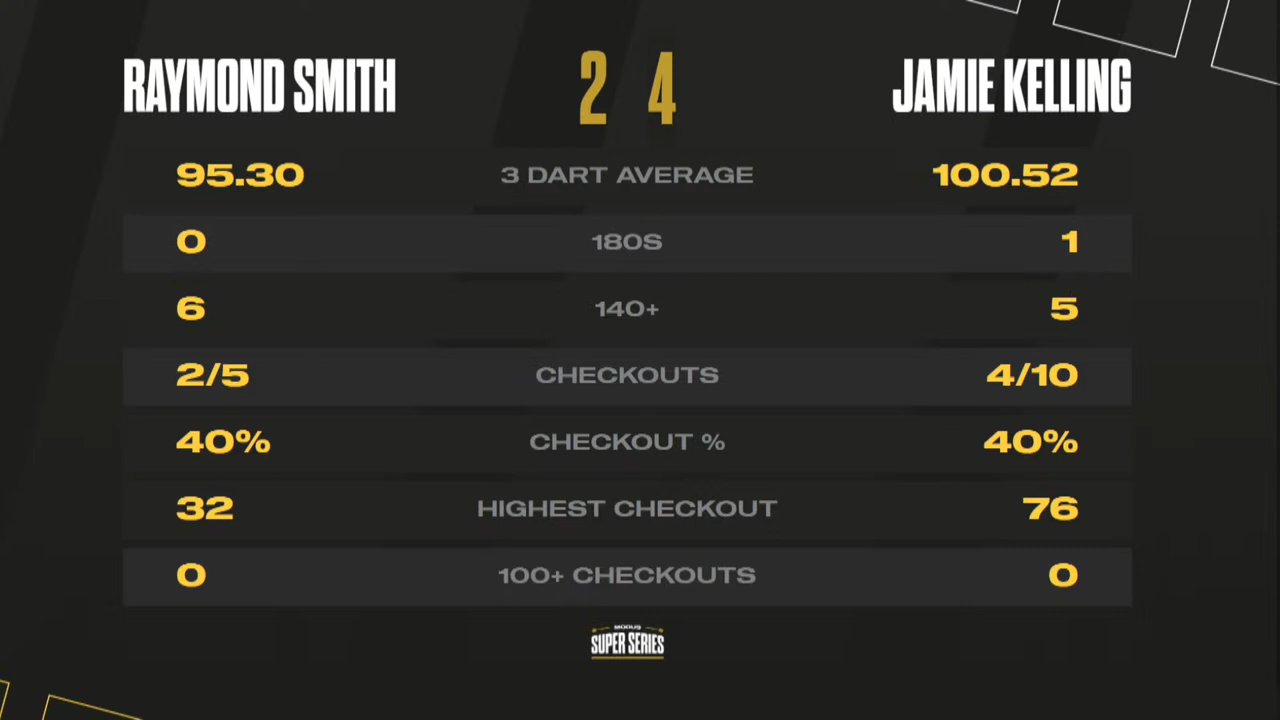 RAYMOND SMITH 2 4 JAMIE KELLING
95.30 3 DART AVERAGE 100.52
0 180S 1
6 140+ 5
2/5 CHECKOUTS 4/10
40% CHECKOUT % 40%
32 HIGHEST CHECKOUT 76
0 100+ CHECKOUTS 0
MODUS
SUPER SERIES